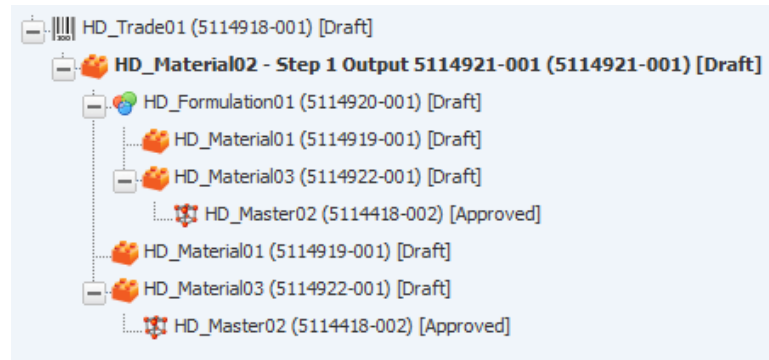 HD_Trade01 (5114918-001) [Draft]
HD_Material02 - Step 1 Output 5114921-001 (5114921-001) [Draft]
HD_Formulation01 (5114920-001) [Draft]
HD_Material01 (5114919-001) [Draft]
HD_Material03 (5114922-001) [Draft]
HD_Master02 (5114418-002) [Approved]
HD_Material01 (5114919-001) [Draft]
HD_Material03 (5114922-001) [Draft]
HD_Master02 (5114418-002) [Approved]